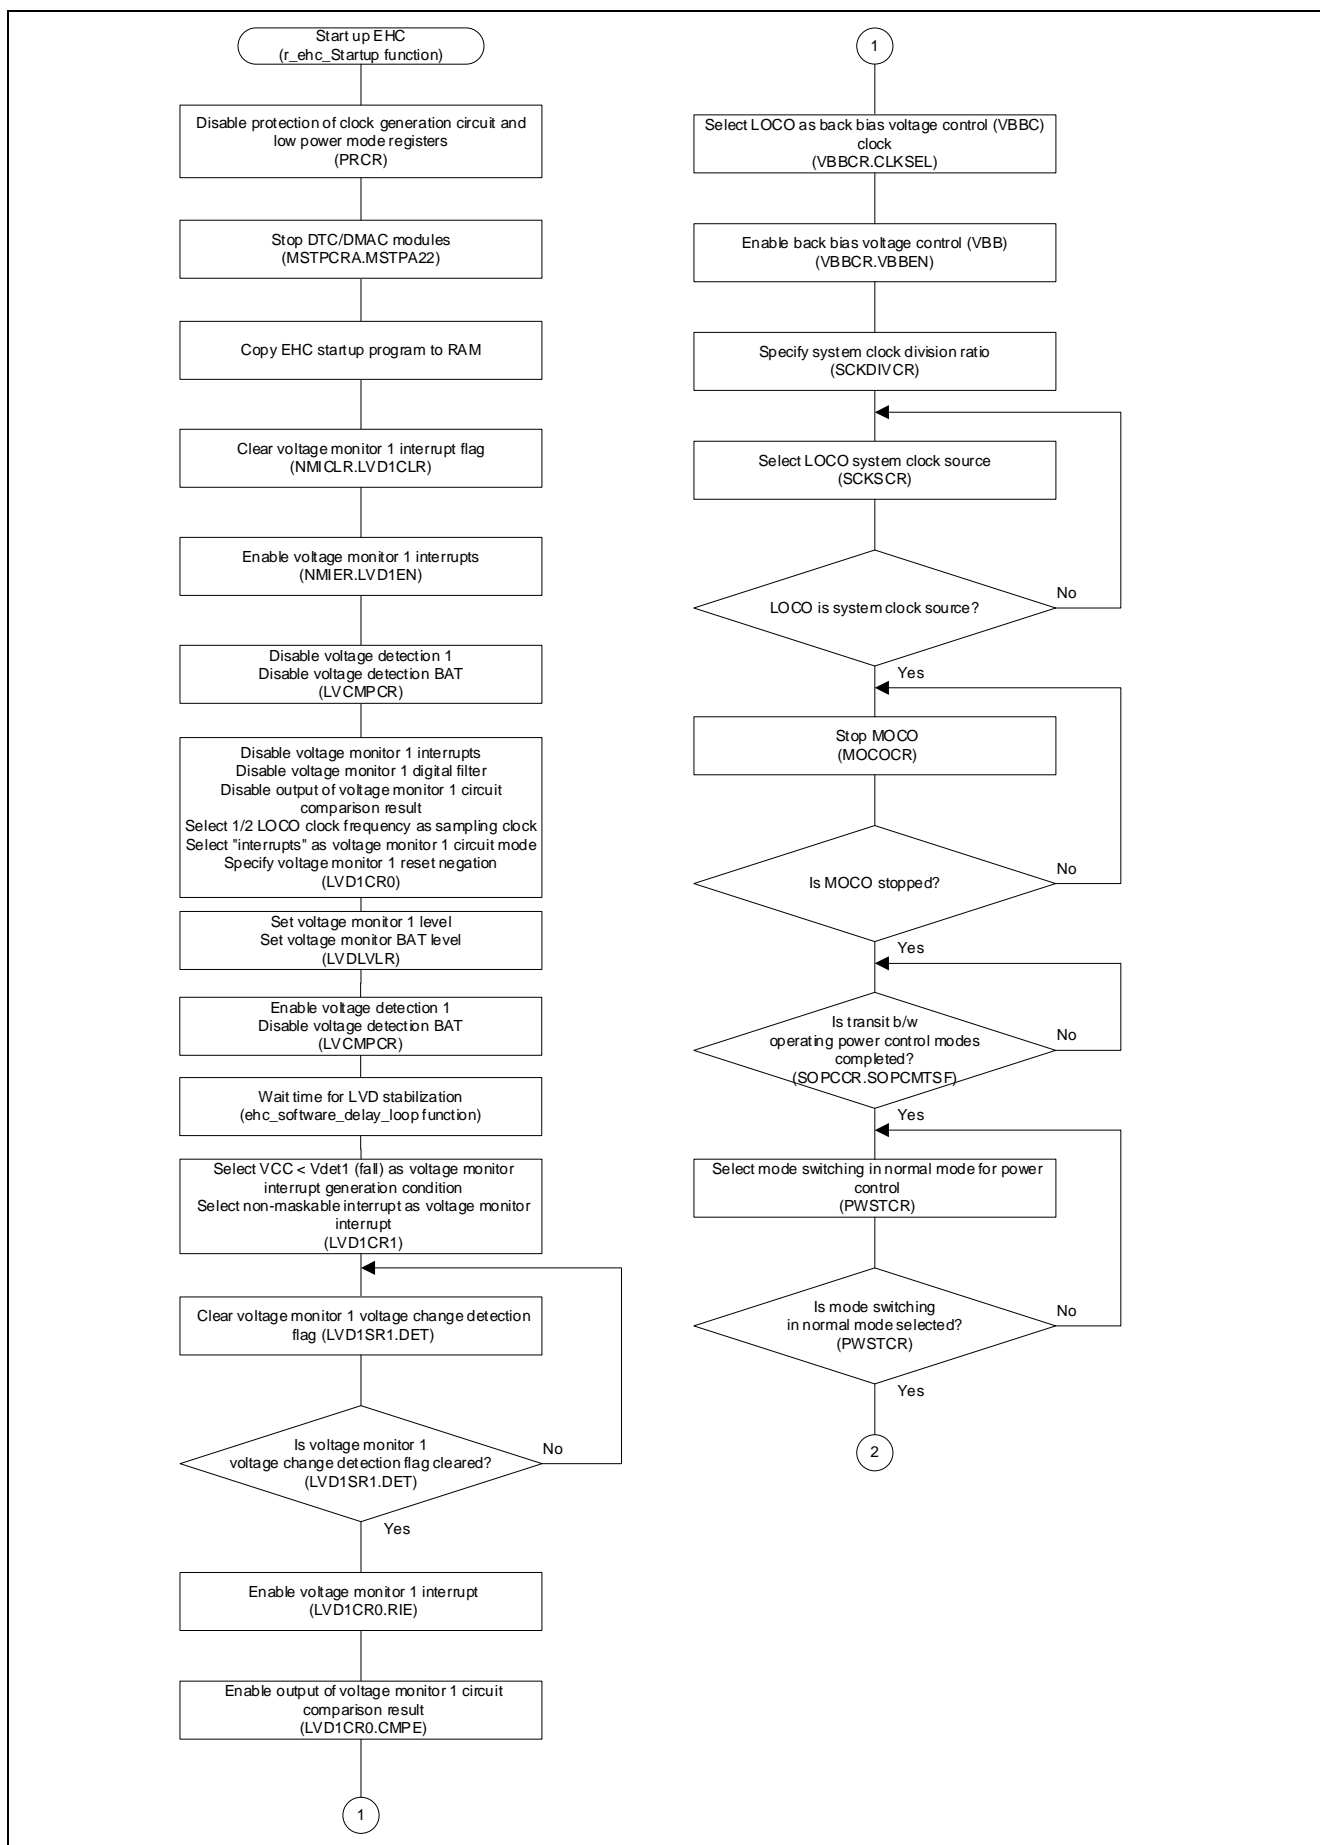 Start up EHC
(r_ehc_Startup function)
Disable protection of clock generation circuit and
low power mode registers
(PRCR)
Stop DTC/DMAC modules
(MSTPCRA.MSTPA22)
Copy EHC startup program to RAM
Clear voltage monitor 1 interrupt flag
(NMICLR.LVD1CLR)
Enable voltage monitor 1 interrupts
(NMIER.LVD1EN)
Disable voltage detection 1
Disable voltage detection BAT
(LVCMPCR)
Disable voltage monitor 1 interrupts
Disable voltage monitor 1 digital filter
Disable output of voltage monitor 1 circuit
comparison result
Select 1/2 LOCO clock frequency as sampling clock
Select "interrupts" as voltage monitor 1 circuit mode
Specify voltage monitor 1 reset negation
(LVD1CR0)
Set voltage monitor 1 level
Set voltage monitor BAT level
(LVDLVLR)
Enable voltage detection 1
Disable voltage detection BAT
(LVCMPCR)
Wait time for LVD stabilization
(ehc_software_delay_loop function)
Select VCC < Vdet1 (fall) as voltage monitor
interrupt generation condition
Select non-maskable interrupt as voltage monitor
interrupt
(LVD1CR1)
Clear voltage monitor 1 voltage change detection
flag (LVD1SR1.DET)
Is voltage monitor 1
voltage change detection flag cleared?
(LVD1SR1.DET)
No
Yes
Enable voltage monitor 1 interrupt
(LVD1CR0.RIE)
Enable output of voltage monitor 1 circuit
comparison result
(LVD1CR0.CMPE)
1
1
Select LOCO as back bias voltage control (VBBC)
clock
(VBBCR.CLKSEL)
Enable back bias voltage control (VBB)
(VBBCR.VBBEN)
Specify system clock division ratio
(SCKDIVCR)
Select LOCO system clock source
(SCKSCR)
LOCO is system clock source?
No
Yes
Stop MOCO
(MOCOCR)
Is MOCO stopped?
No
Yes
Is transit b/w
operating power control modes
completed?
(SOPCCR.SOPCMTSF)
No
Yes
Select mode switching in normal mode for power
control
(PWSTCR)
Is mode switching
in normal mode selected?
(PWSTCR)
No
Yes
2